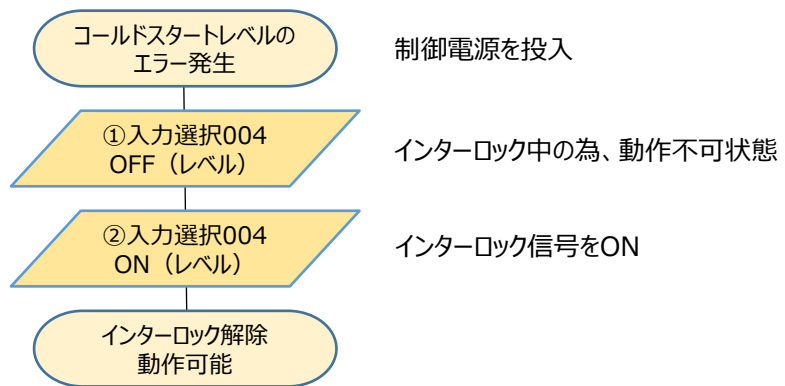 コールドスタートレベルの
エラー発生
制御電源を投入
①入力選択004
OFF（レベル）
インターロック中の為、動作不可状態
②入力選択004
ON（レベル）
インターロック信号をON
インターロック解除
動作可能